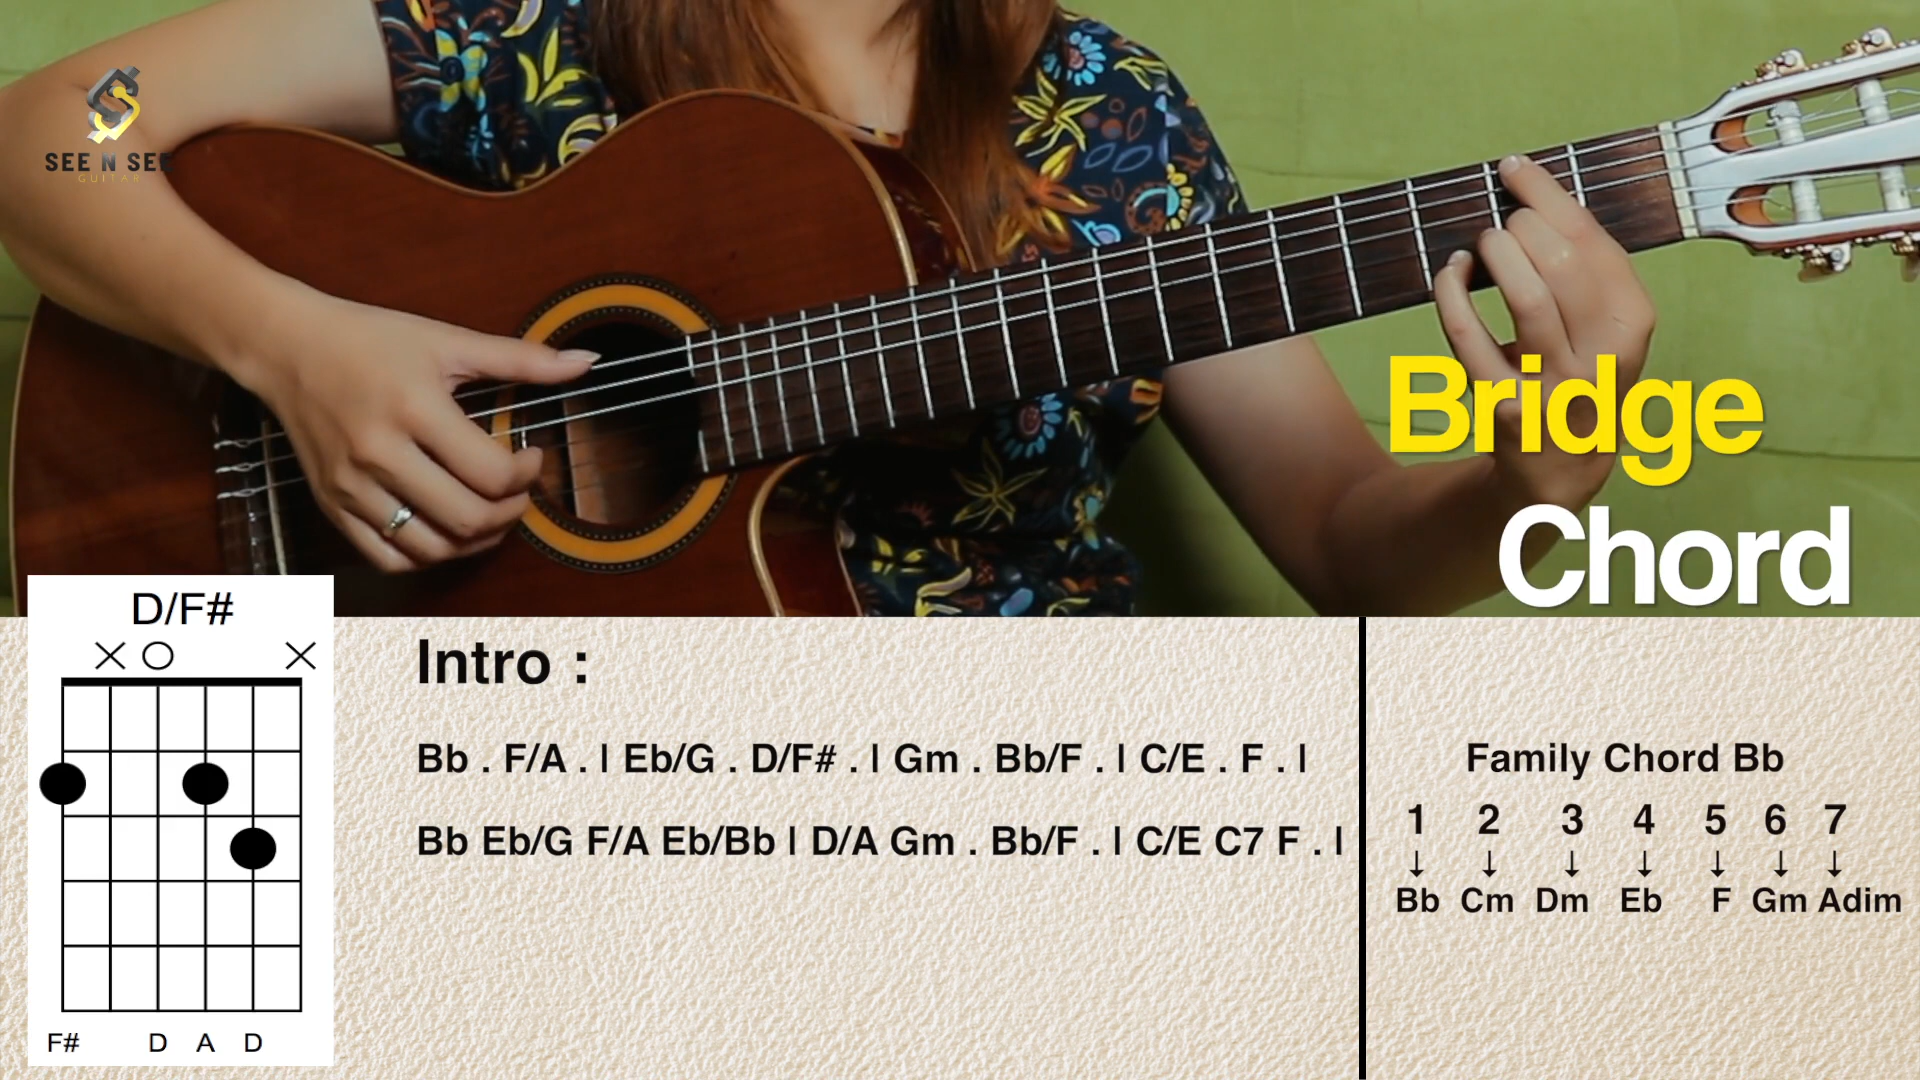 SEE N SEE
GUITAR
Bridge
Chord
D/F#
F# D A D
Intro :
Bb . F/A . | Eb/G . D/F# . | Gm . Bb/F . | C/E . F . |
Bb Eb/G F/A Eb/Bb | D/A Gm . Bb/F . | C/E C7 F . |
Family Chord Bb
1 2 3 4 5 6 7
↓ ↓ ↓ ↓ ↓ ↓ ↓
Bb Cm Dm Eb F Gm Adim